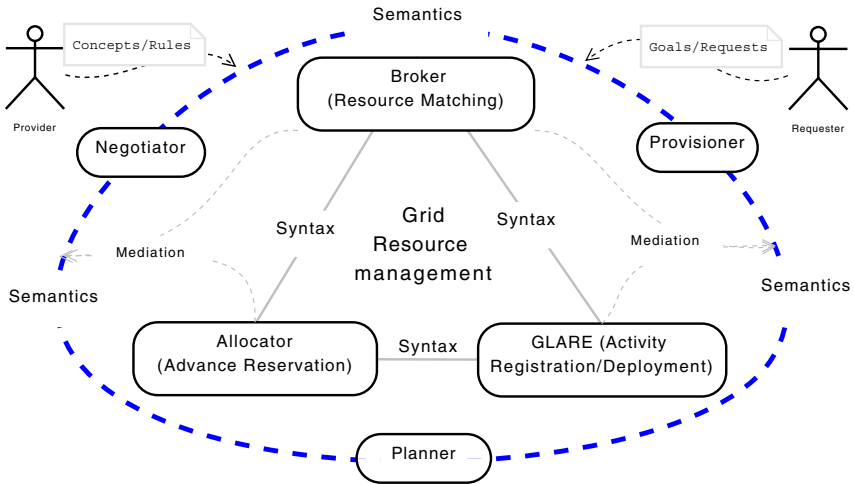 Semantics
Concepts/Rules
Goals/Requests
Provider
Requester
Broker
(Resource Matching)
Negotiator
Provisioner
Syntax
Syntax
Grid
Resource
management
Mediation
Mediation
Semantics
Semantics
Allocator
(Advance Reservation)
Syntax
GLARE (Activity
Registration/Deployment)
Planner